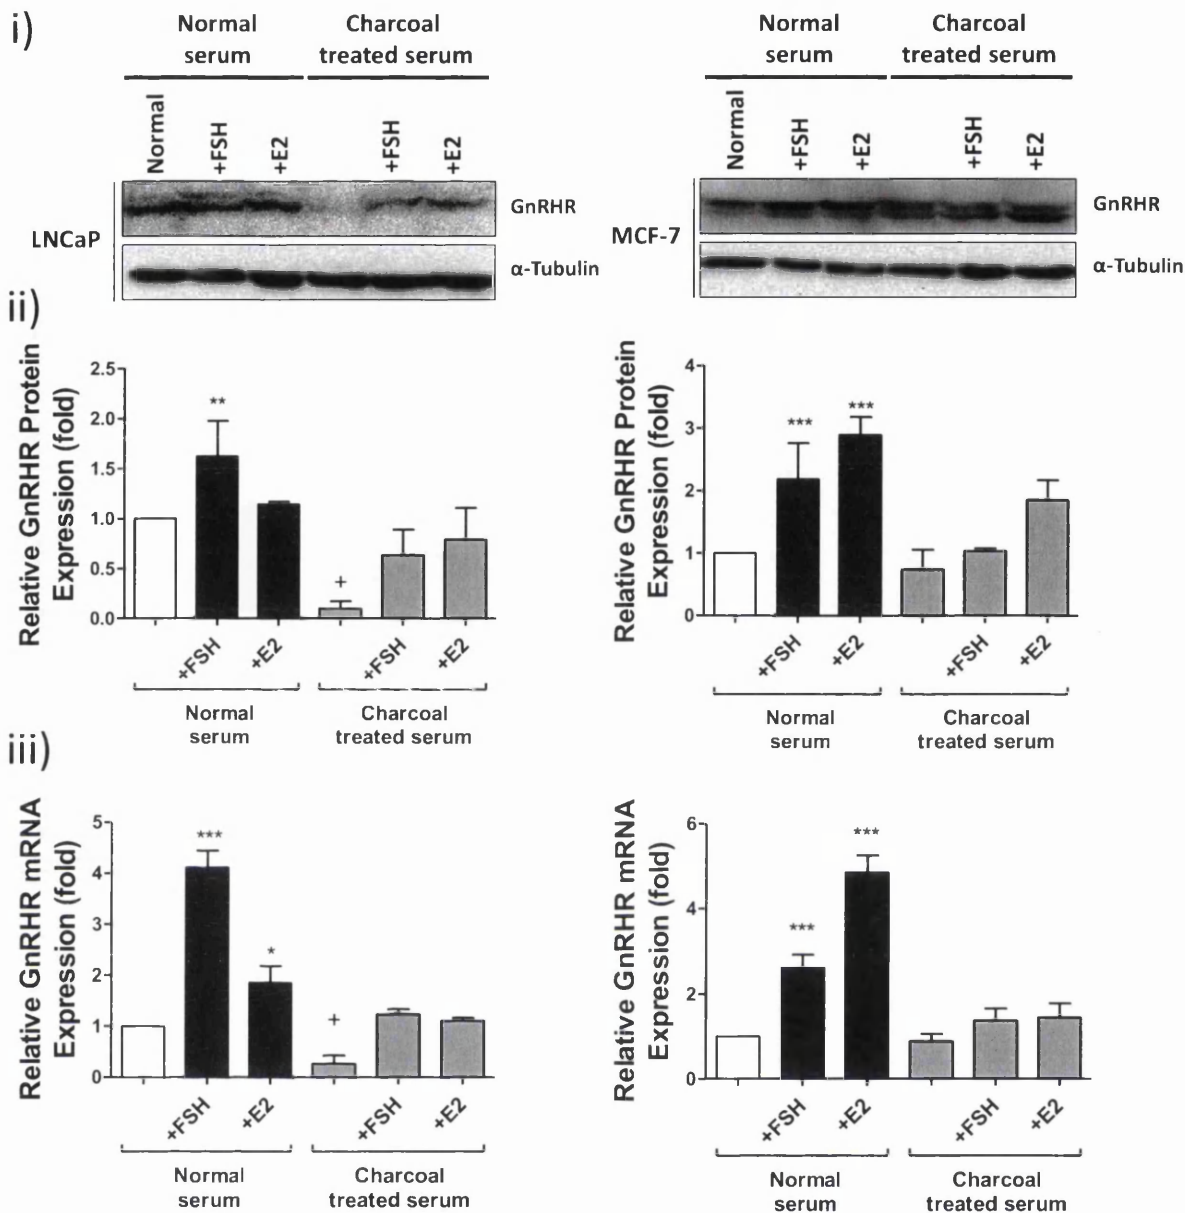 i)
Normal
serum
Charcoal
treated serum
Normal
+FSH
+E2
+FSH
+E2
LNCaP
GnRHR
α-Tubulin
Normal
serum
Charcoal
treated serum
Normal
+FSH
+E2
+FSH
+E2
MCF-7
GnRHR
α-Tubulin
ii)
Relative GnRHR Protein
Expression (fold)
2.5
2.0
1.5
1.0
0.5
0.0
**
+
+FSH
+E2
+FSH
+E2
Normal
serum
Charcoal
treated serum
Relative GnRHR Protein
Expression (fold)
4
3
2
1
0
***
***
+FSH
+E2
+FSH
+E2
Normal
serum
Charcoal
treated serum
iii)
Relative GnRHR mRNA
Expression (fold)
5
4
3
2
1
0
***
*
+
+FSH
+E2
+FSH
+E2
Normal
serum
Charcoal
treated serum
Relative GnRHR mRNA
Expression (fold)
6
4
2
0
***
***
+FSH
+E2
+FSH
+E2
Normal
serum
Charcoal
treated serum